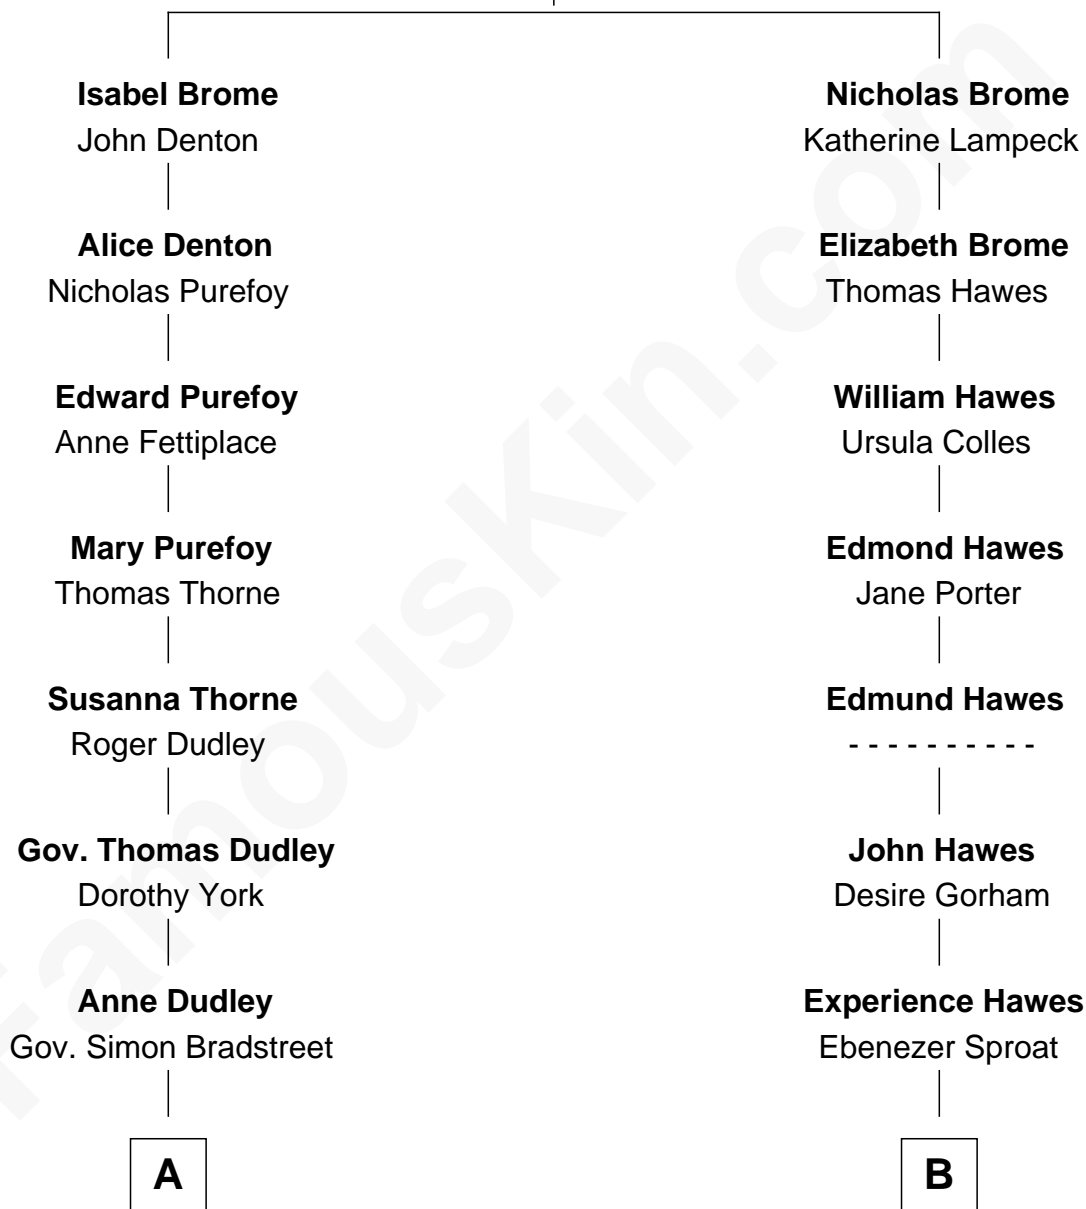 Isabel Brome
John Denton
Alice Denton
Nicholas Purefoy
Edward Purefoy
Anne Fettiplace
Mary Purefoy
Thomas Thorne
Susanna Thorne
Roger Dudley
Gov. Thomas Dudley
Dorothy York
Anne Dudley
Gov. Simon Bradstreet
A
Nicholas Brome
Katherine Lampeck
Elizabeth Brome
Thomas Hawes
William Hawes
Ursula Colles
Edmond Hawes
Jane Porter
Edmund Hawes
- - - - - - - - - -
John Hawes
Desire Gorham
Experience Hawes
Ebenezer Sproat
B
FamousKin.com